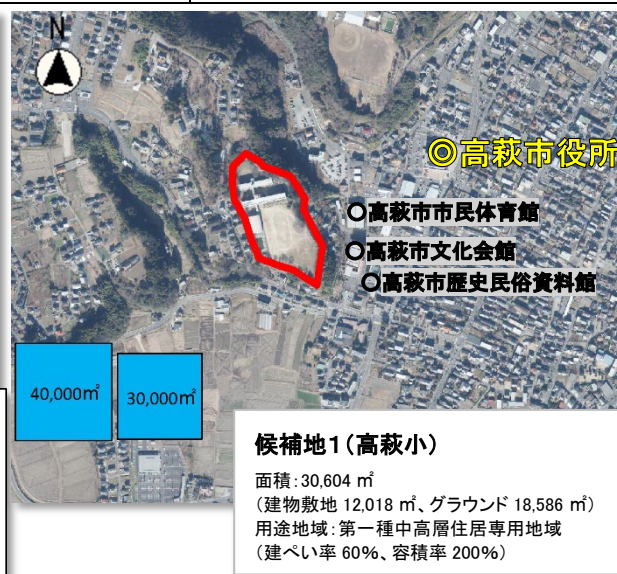 N
◎高萩市役所
○高萩市市民体育館
○高萩市文化会館
○高萩市歴史民俗資料館
40,000㎡
30,000㎡
候補地1(高萩小)
面積:30,604 ㎡
(建物敷地 12,018 ㎡、グラウンド 18,586 ㎡)
用途地域:第一種中高層住居専用地域
(建ぺい率 60%、容積率 200%)